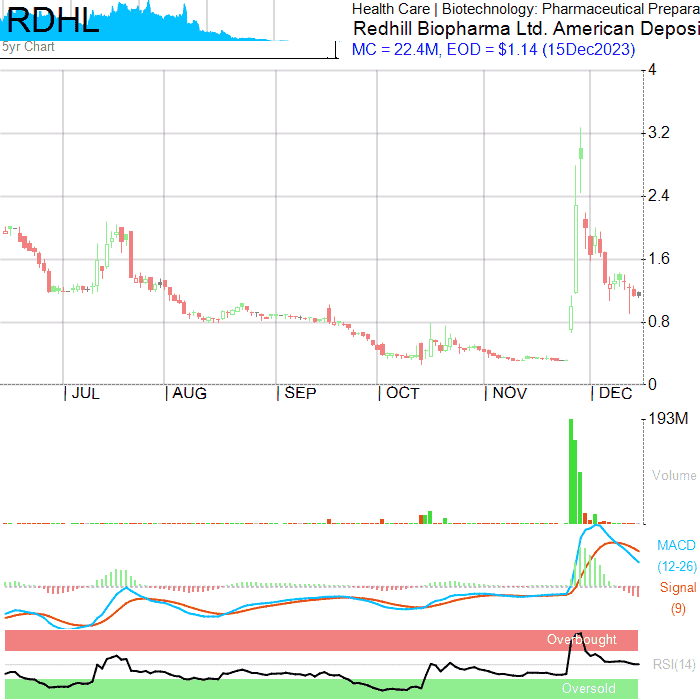 RDHL
5yr Chart
Health Care | Biotechnology: Pharmaceutical Prepara
Redhill Biopharma Ltd. American Deposi
MC = 22.4M, EOD = $1.14 (15Dec2023)
4
3.2
2.4
1.6
0.8
0
JUL
AUG
SEP
OCT
NOV
DEC
193M
Volume
MACD
(12-26)
Signal
(9)
Overbought
RSI(14)
Oversold